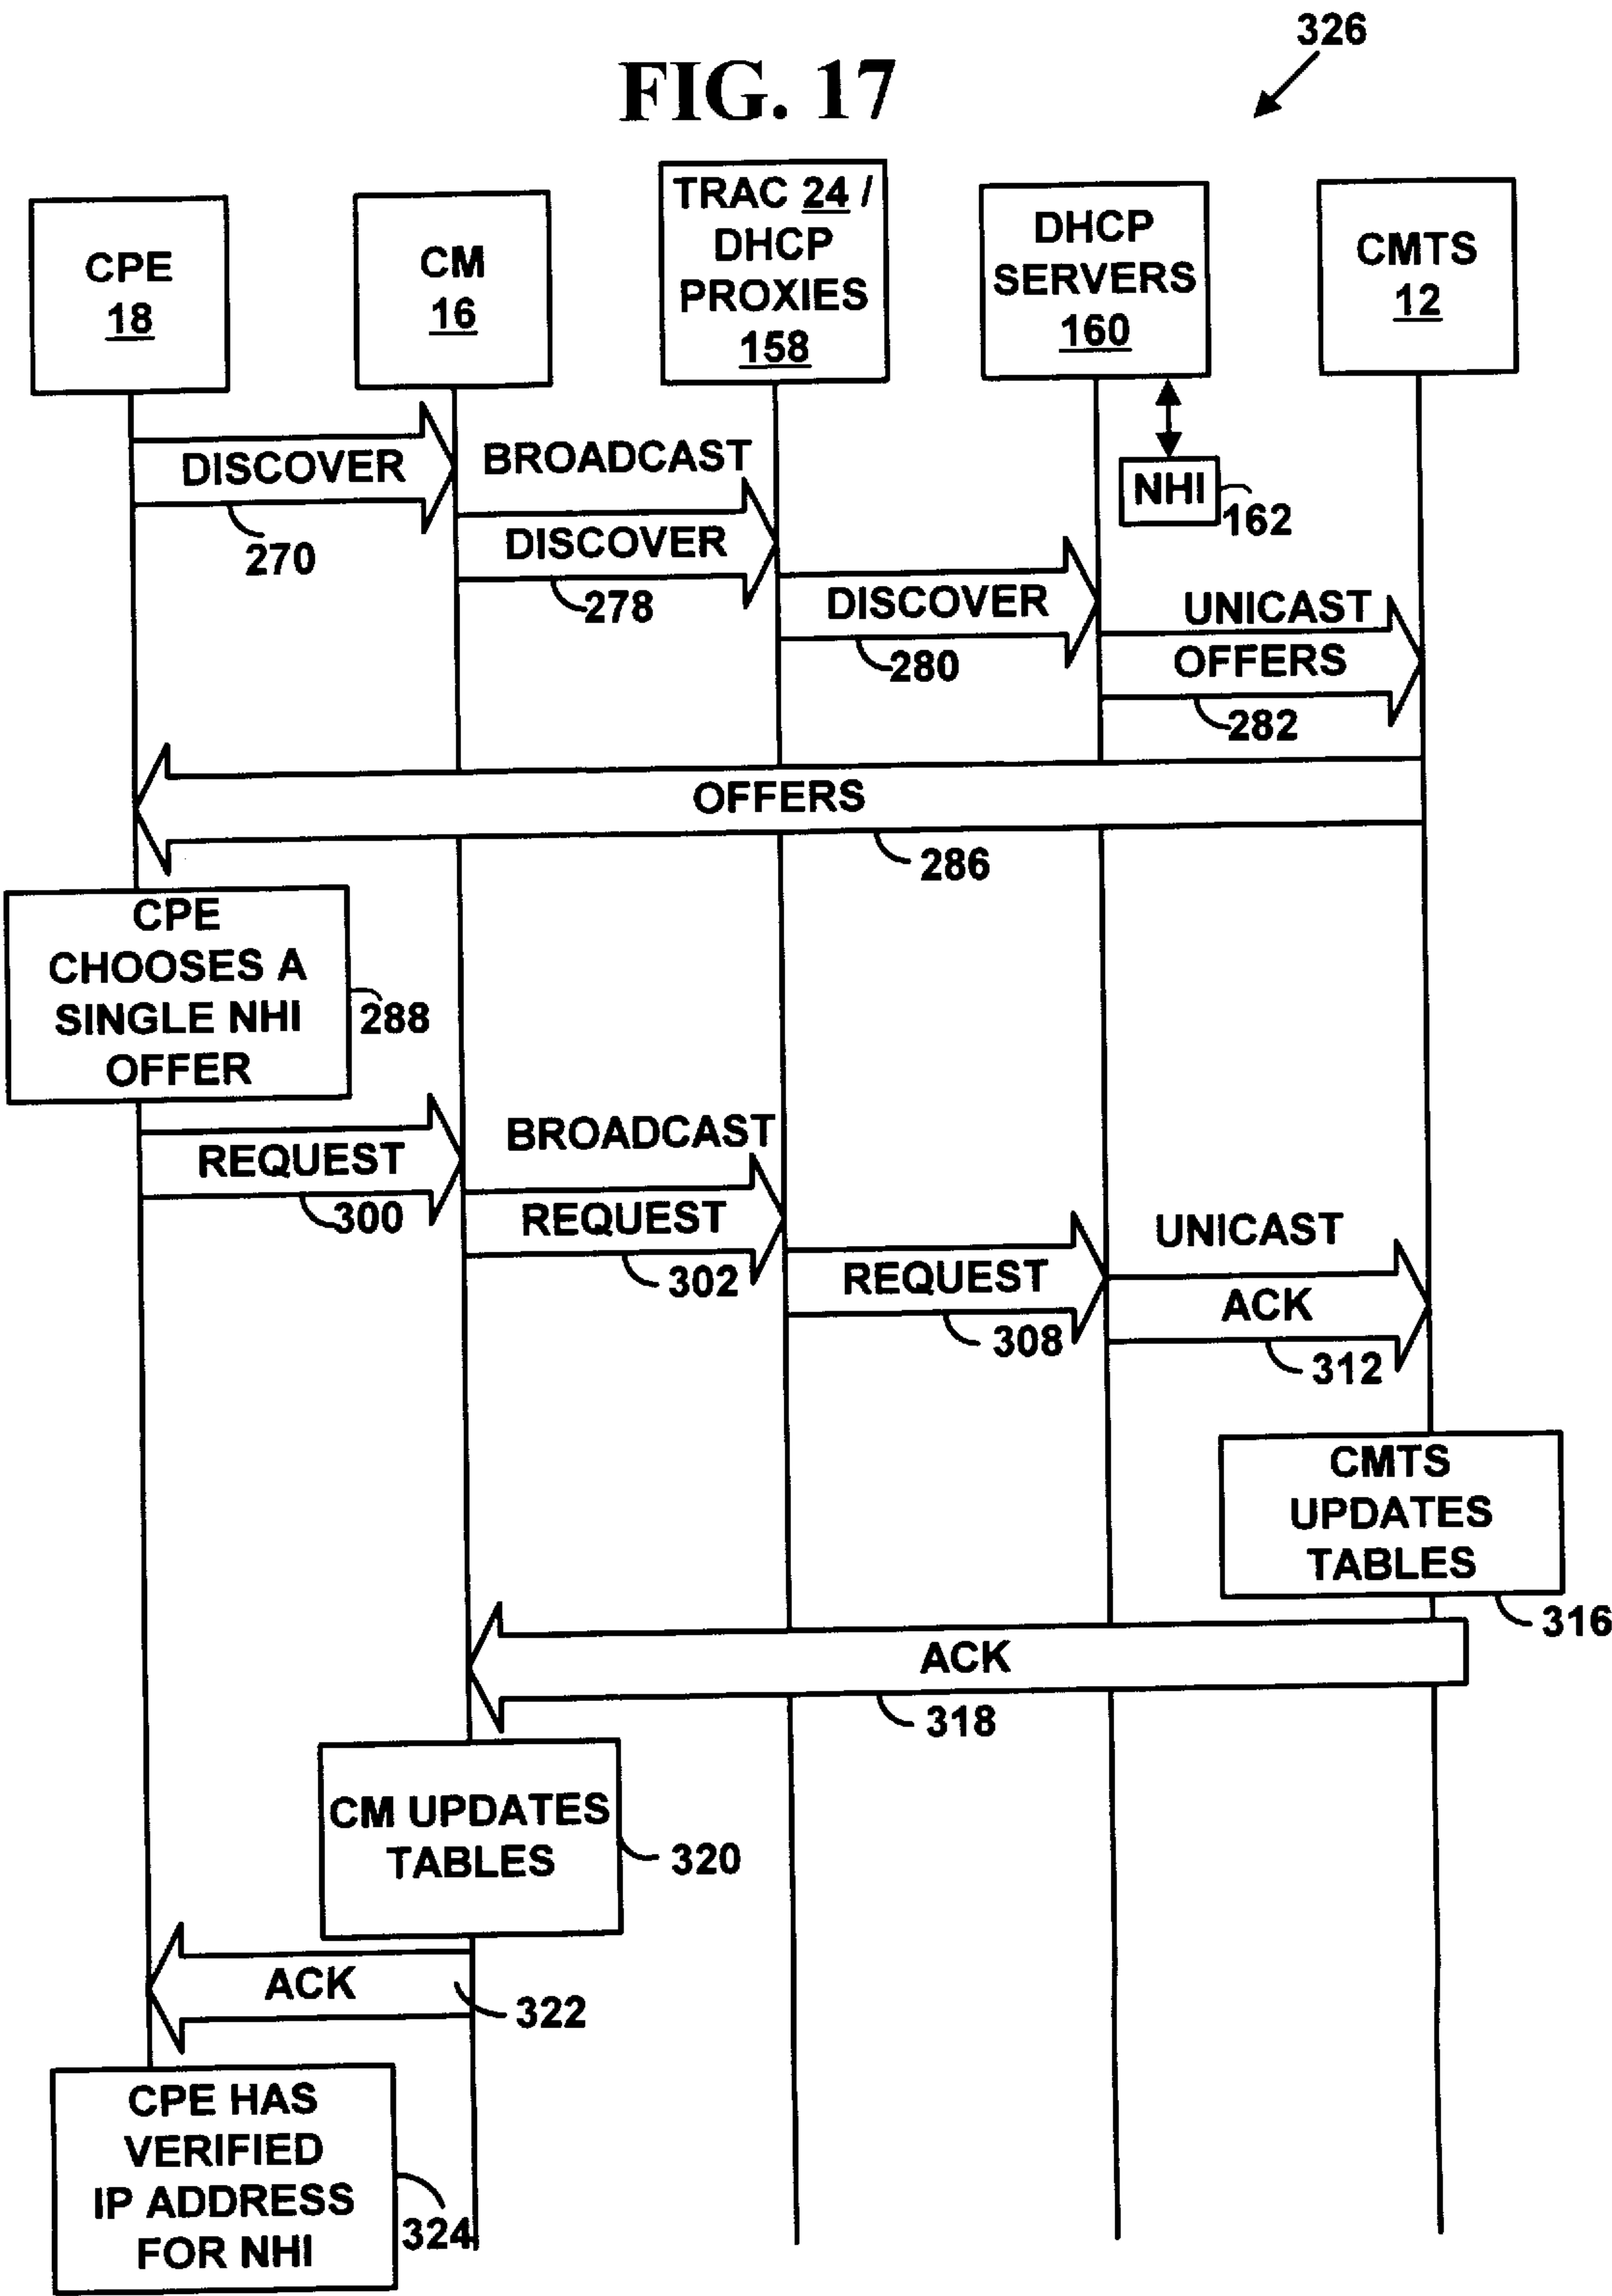 326
FIG. 17
CPE
18
CM
16
TRAC 24 /
DHCP
PROXIES
158
DHCP
SERVERS
160
CMTS
12
NHI
162
DISCOVER
270
BROADCAST
DISCOVER
278
DISCOVER
280
UNICAST
OFFERS
282
OFFERS
286
CPE
CHOOSES A
SINGLE NHI
OFFER
288
REQUEST
300
BROADCAST
REQUEST
302
REQUEST
308
UNICAST
ACK
312
CMTS
UPDATES
TABLES
316
ACK
318
CM UPDATES
TABLES
320
ACK
322
CPE HAS
VERIFIED
IP ADDRESS
FOR NHI
324